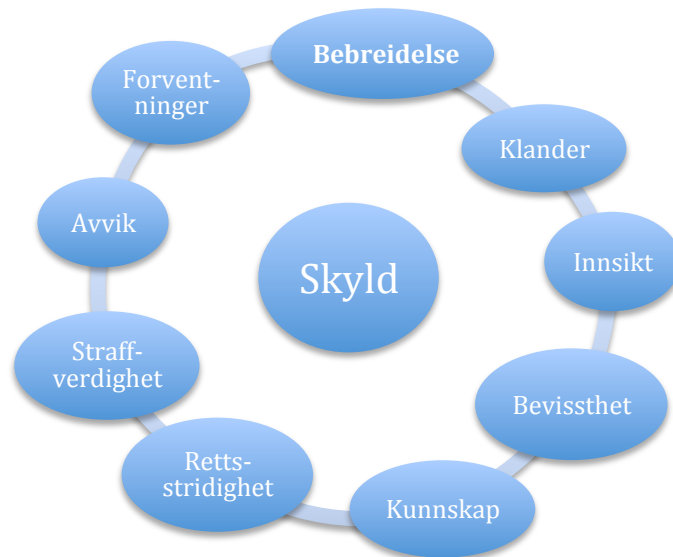 Bebreidelse
Klander
Innsikt
Bevissthet
Kunnskap
Retts-
stridighet
Straff-
verdighet
Avvik
Forvent-
ninger
Skyld